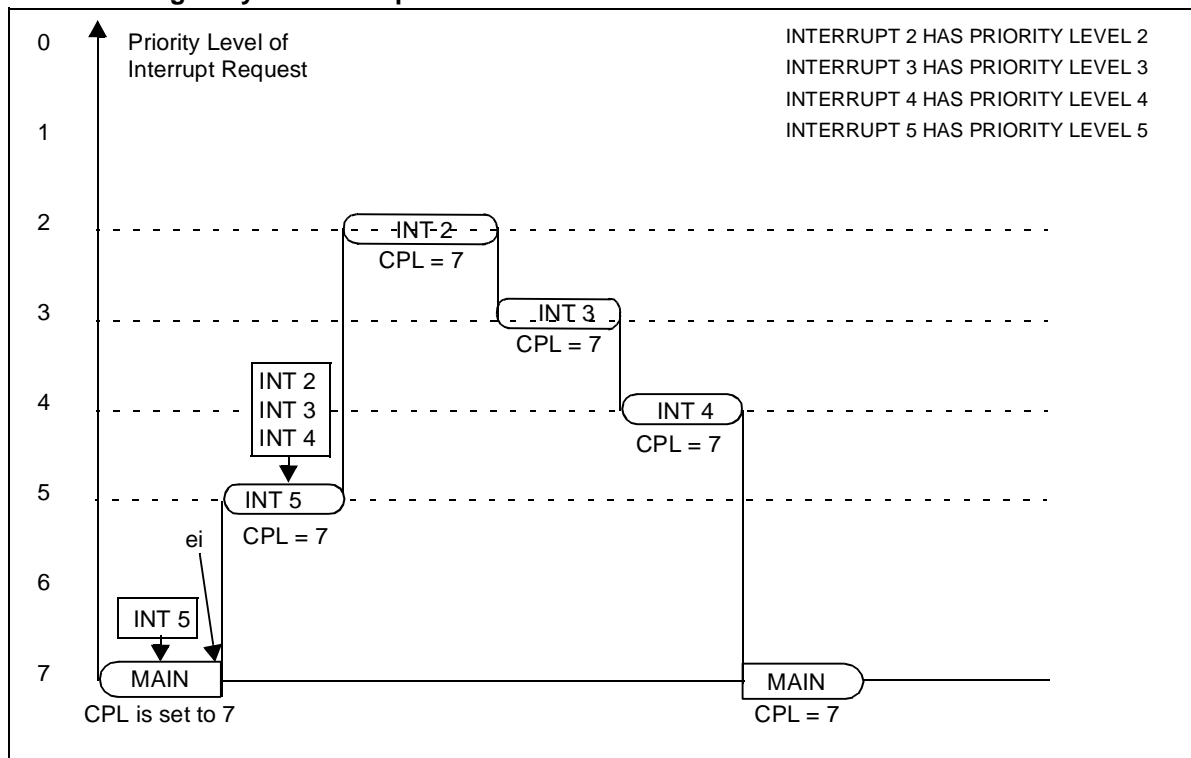 0
Priority Level of
Interrupt Request
INTERRUPT 2 HAS PRIORITY LEVEL 2
INTERRUPT 3 HAS PRIORITY LEVEL 3
INTERRUPT 4 HAS PRIORITY LEVEL 4
INTERRUPT 5 HAS PRIORITY LEVEL 5
1
2
INT 2
CPL = 7
3
INT 3
CPL = 7
INT 2
4
INT 3
INT 4
INT 4
CPL = 7
5
INT 5
CPL = 7
ei
6
INT 5
7
MAIN
MAIN
CPL is set to 7
CPL = 7